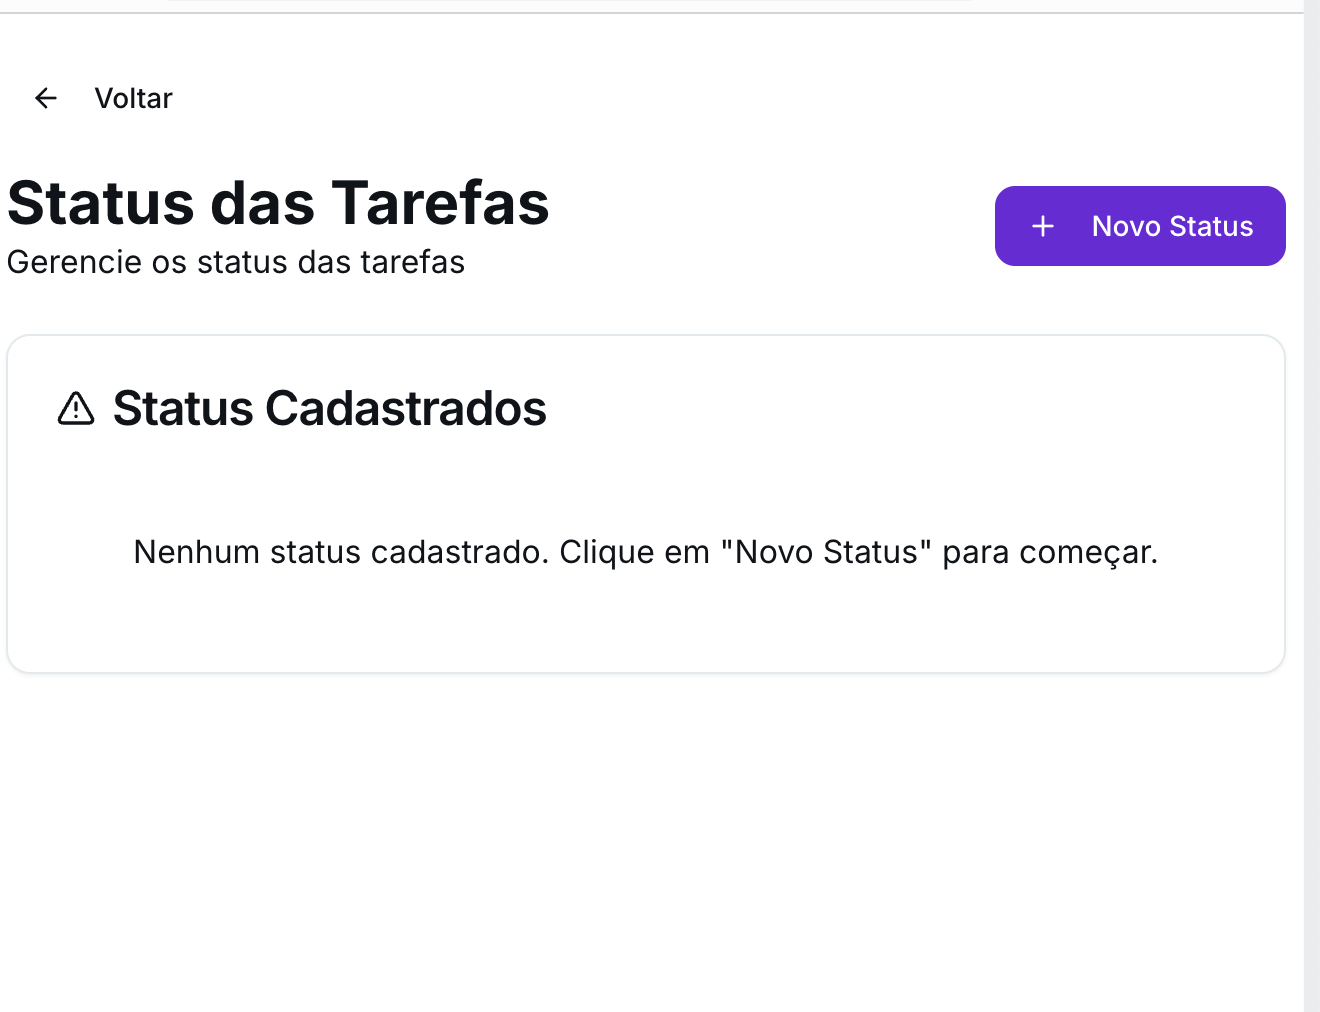 Voltar
Status das Tarefas
Gerencie os status das tarefas
Novo Status
Status Cadastrados
Nenhum status cadastrado. Clique em "Novo Status" para começar.